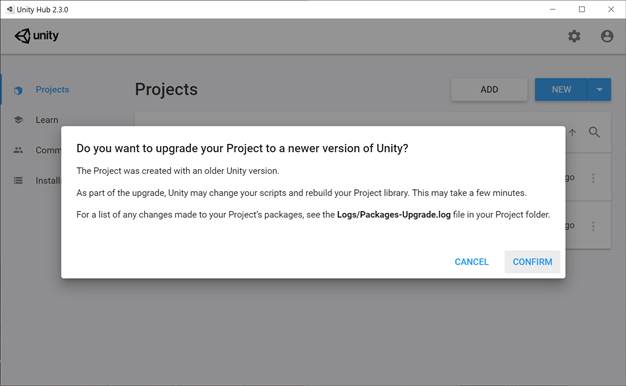 Unity Hub 2.3.0
unity
Projects
Projects
ADD
NEW
Learn
Do you want to upgrade your Project to a newer version of Unity?
The Project was created with an older Unity version.
As part of the upgrade, Unity may change your scripts and rebuild your Project library. This may take a few minutes.
For a list of any changes made to your Project's packages, see the Logs/Packages-Upgrade.log file in your Project folder.
CANCEL
CONFIRM
Comm
Install
go
go